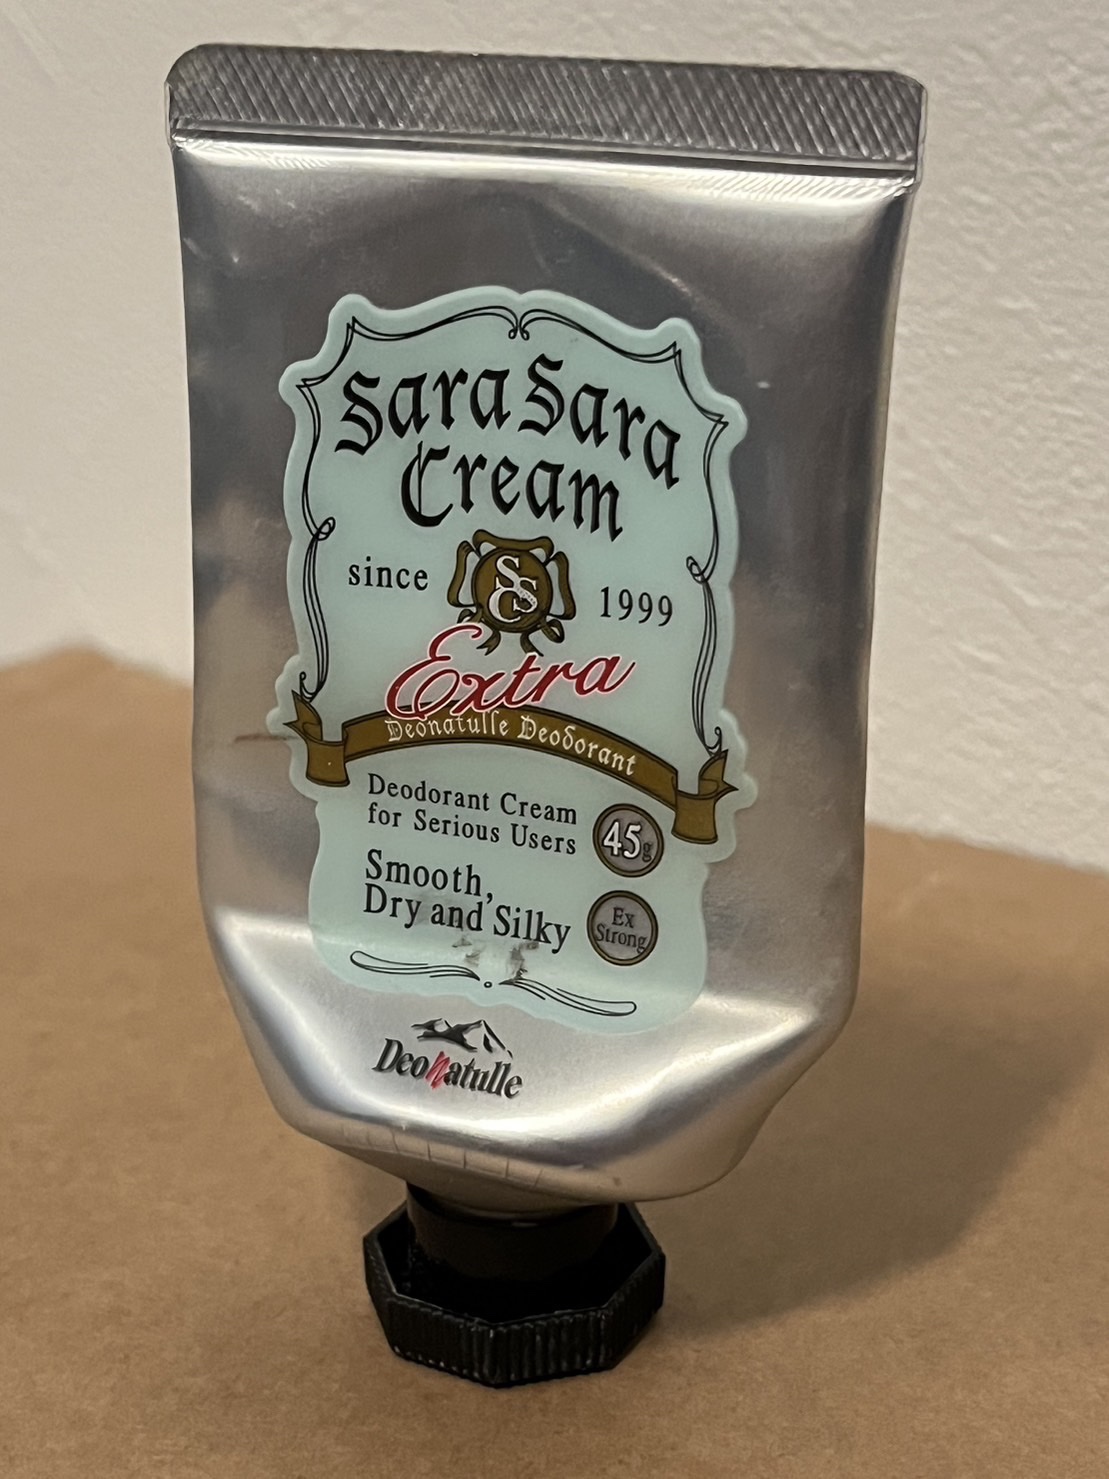 Sara Sara
Cream
since 1999
SSC
Extra
Deonatulle Deodorant
Deodorant Cream
for Serious Users
45g
Smooth,
Dry and Silky
Ex
Strong
Deonatulle